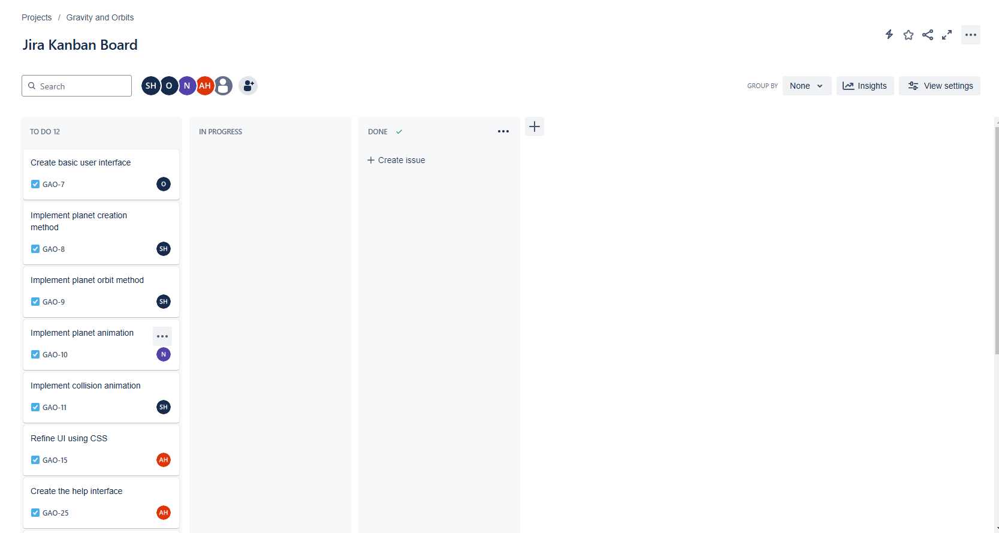 Projects / Gravity and Orbits
Jira Kanban Board
Search
SH O N AH
GROUP BY None Insights View settings
TO DO 12
Create basic user interface
GAO-7 O
Implement planet creation
method
GAO-8 SH
Implement planet orbit method
GAO-9 SH
Implement planet animation
GAO-10 N
Implement collision animation
GAO-11 SH
Refine UI using CSS
GAO-15 AH
Create the help interface
GAO-25 AH
IN PROGRESS
DONE
+ Create issue